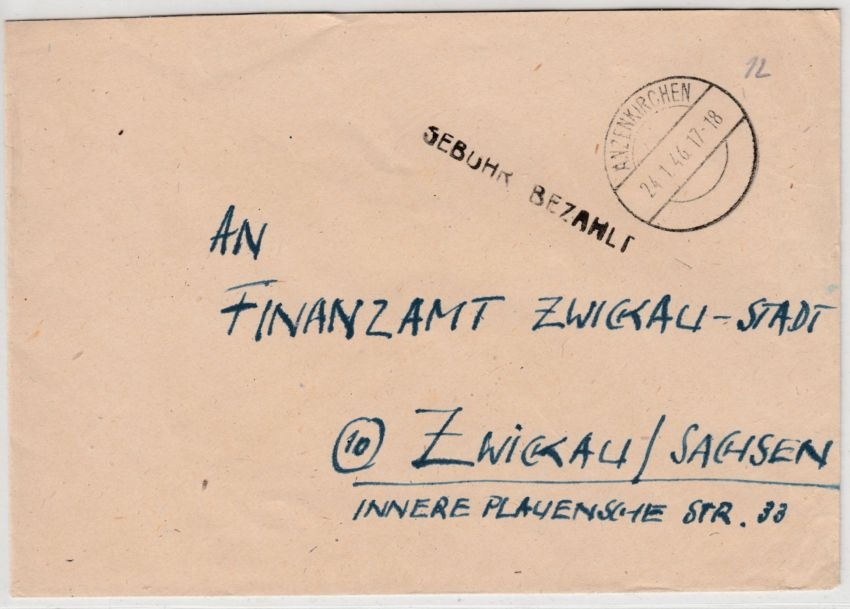 12
ANZENKIRCHEN
24.1.46.17-18
GEBÜHR BEZAHLT
AN
FINANZAMT ZWICKAU-STADT
10 ZWICKAU/SACHSEN
INNERE PLAUENSCHE STR. 33